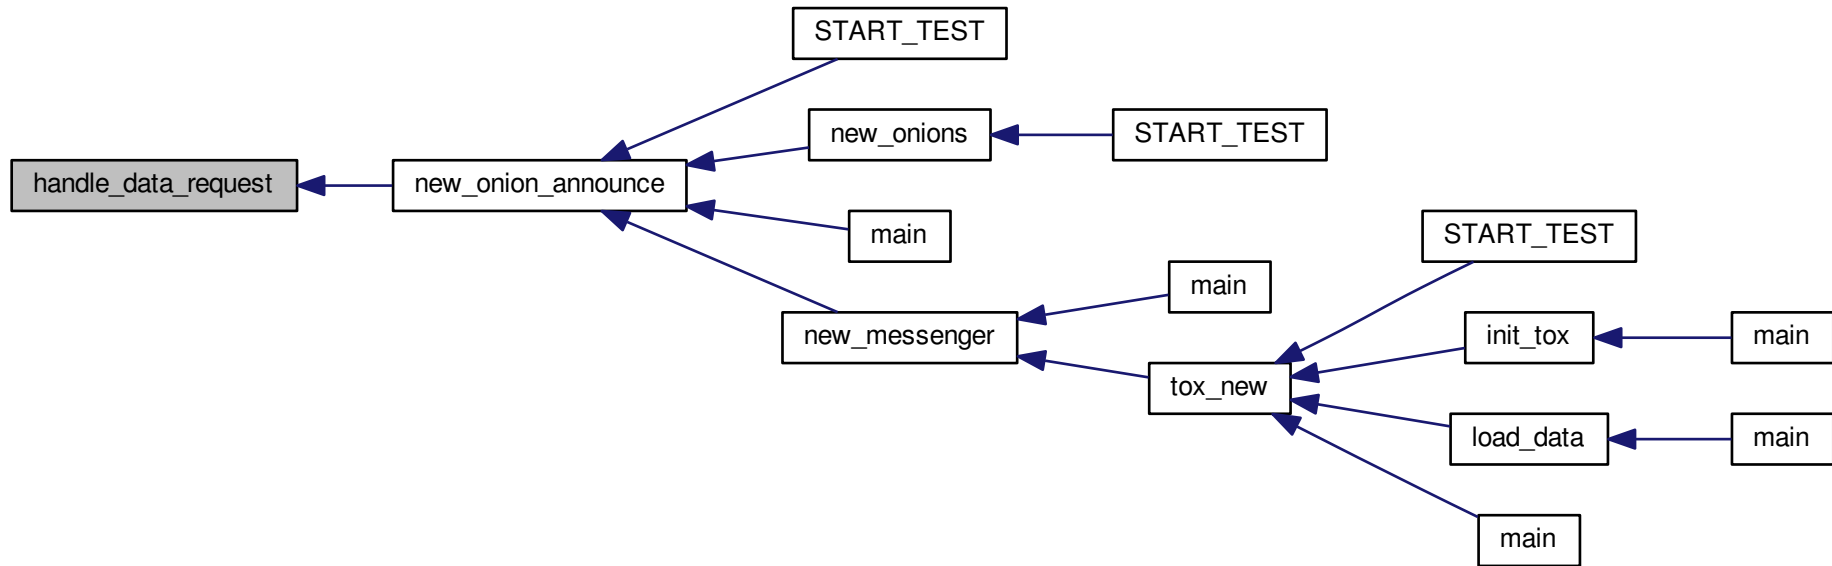 START_TEST
new_onions
START_TEST
handle_data_request
new_onion_announce
main
START_TEST
main
new_messenger
init_tox
main
tox_new
load_data
main
main